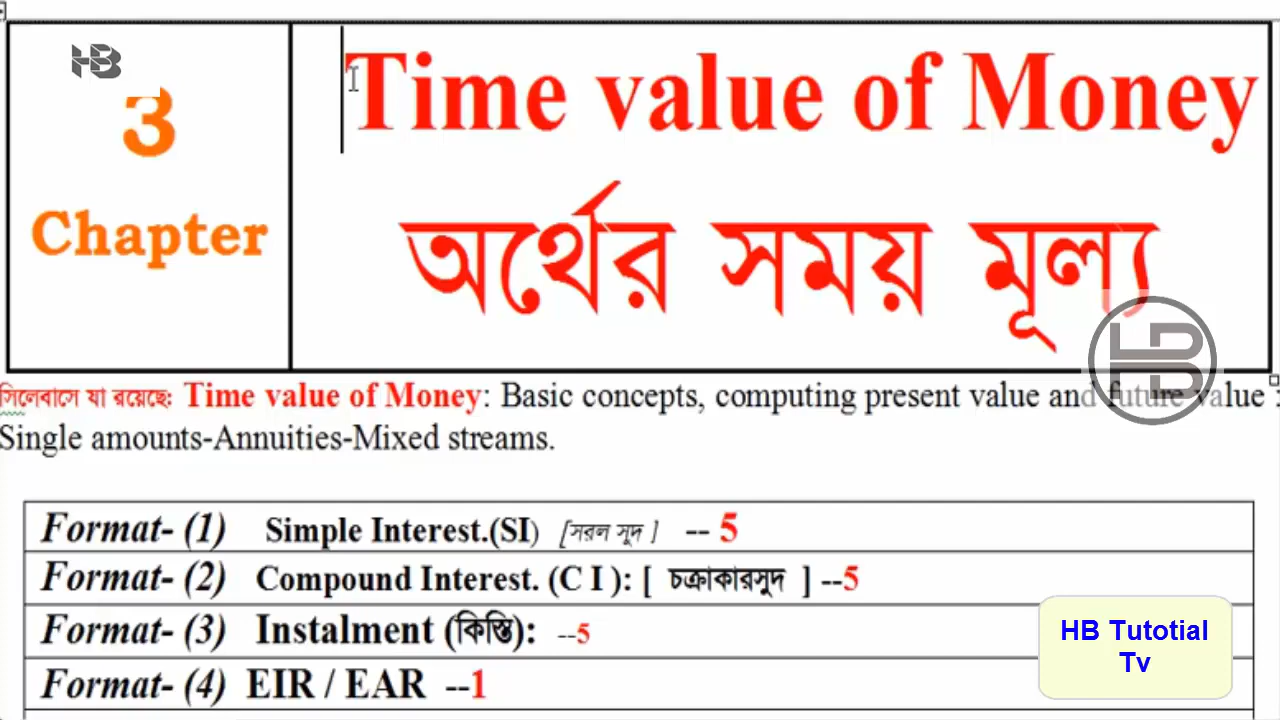 HB
3
Chapter
Time value of Money
অর্থের সময় মূল্য
সিলেবাসে যা রয়েছে: Time value of Money: Basic concepts, computing present value and future value :
Single amounts-Annuities-Mixed streams.
Format- (1) Simple Interest.(SI) [সরল সুদ ] -- 5
Format- (2) Compound Interest. (C I ): [ চক্রাকারসুদ ] --5
Format- (3) Instalment (কিস্তি): --5
Format- (4) EIR / EAR --1
HB Tutotial
Tv